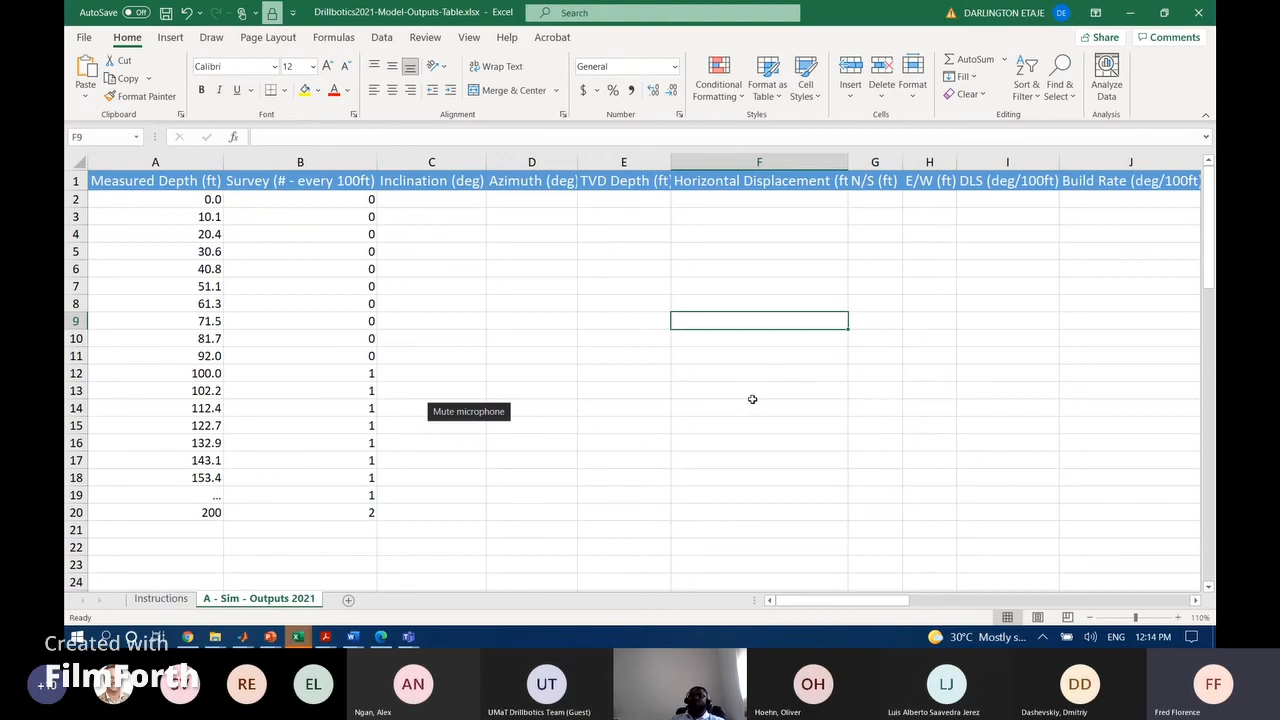 AutoSave Off Drillbotics2021-Model-Outputs-Table.xlsx - Excel Search DARLINGTON ETAJE DE
File Home Insert Draw Page Layout Formulas Data Review View Help Acrobat Share Comments
Paste Cut Copy Format Painter Clipboard
Calibri 12 B I U A Font
Wrap Text Merge & Center Alignment
General $ % Number
Conditional Formatting Format as Table Cell Styles Styles
Insert Delete Format Cells
AutoSum Fill Clear Sort & Filter Find & Select Editing
Analyze Data Analysis
F9 fx
A B C D E F G H I J
1 Measured Depth (ft) Survey (# - every 100ft) Inclination (deg) Azimuth (deg) TVD Depth (ft) Horizontal Displacement (ft N/S (ft) E/W (ft) DLS (deg/100ft) Build Rate (deg/100ft)
2 0.0 0
3 10.1 0
4 20.4 0
5 30.6 0
6 40.8 0
7 51.1 0
8 61.3 0
9 71.5 0
10 81.7 0
11 92.0 0
12 100.0 1
13 102.2 1
14 112.4 1
Mute microphone
15 122.7 1
16 132.9 1
17 143.1 1
18 153.4 1
19 ... 1
20 200 2
21
22
23
24
Instructions A - Sim - Outputs 2021
Ready 110%
30°C Mostly s... ENG 12:14 PM
Created with
FilmForth
+10 RE EL AN UT OH LJ DD FF
Ngan, Alex UMaT Drillbotics Team (Guest) Hoehn, Oliver Luis Alberto Saavedra Jerez Dashevskiy, Dmitriy Fred Florence